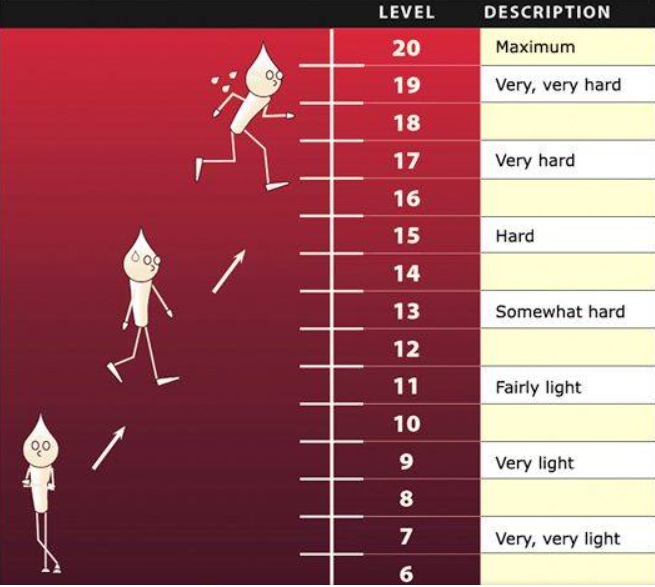 LEVEL DESCRIPTION
20 Maximum
19 Very, very hard
18
17 Very hard
16
15 Hard
14
13 Somewhat hard
12
11 Fairly light
10
9 Very light
8
7 Very, very light
6